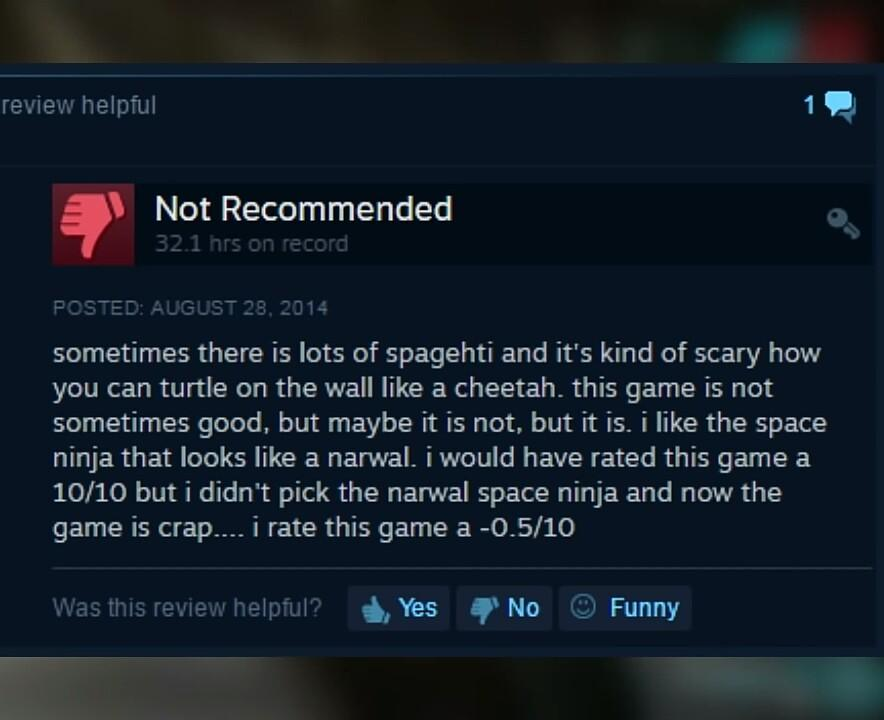 review helpful
1
Not Recommended
32.1 hrs on record
POSTED: AUGUST 28, 2014
sometimes there is lots of spagehti and it's kind of scary how
you can turtle on the wall like a cheetah. this game is not
sometimes good, but maybe it is not, but it is. i like the space
ninja that looks like a narwal. i would have rated this game a
10/10 but i didn't pick the narwal space ninja and now the
game is crap.... i rate this game a -0.5/10
Was this review helpful? Yes No Funny